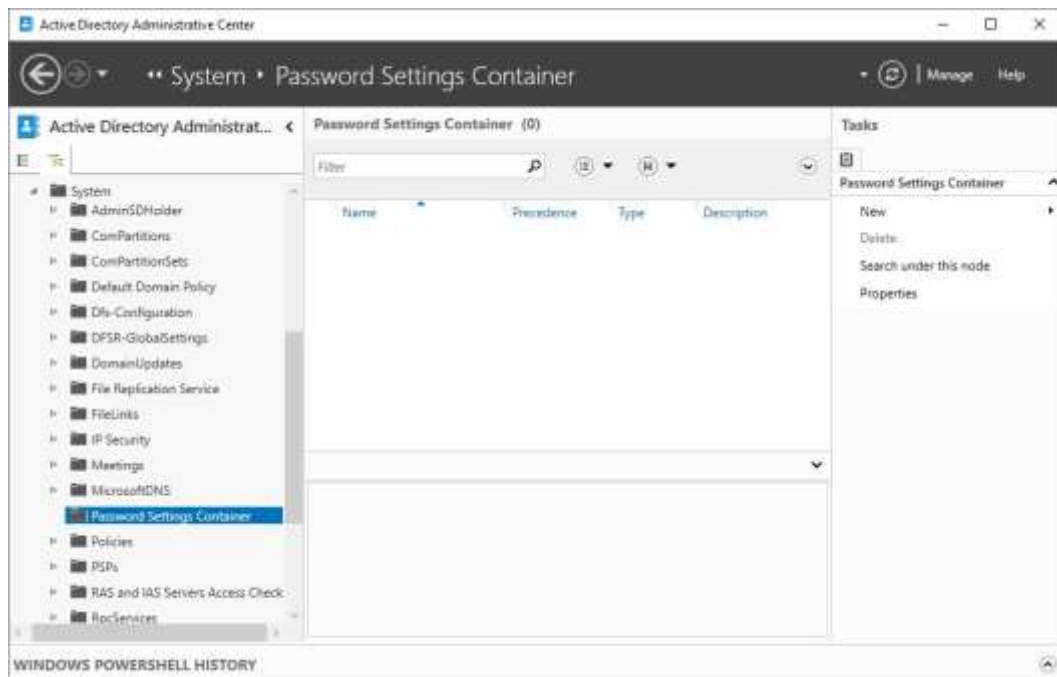 Active Directory Administrative Center
•• System • Password Settings Container
Manage Help
Active Directory Administrat...
Password Settings Container (0)
Tasks
Filter
Password Settings Container
Name Precedence Type Description
New
Delete
Search under this node
Properties
System
AdminSDHolder
ComPartitions
ComPartitionSets
Default Domain Policy
Dfs-Configuration
DFSR-GlobalSettings
DomainUpdates
File Replication Service
FileLinks
IP Security
Meetings
MicrosoftDNS
Password Settings Container
Policies
PSPs
RAS and IAS Servers Access Check
RpcServices
WINDOWS POWERSHELL HISTORY